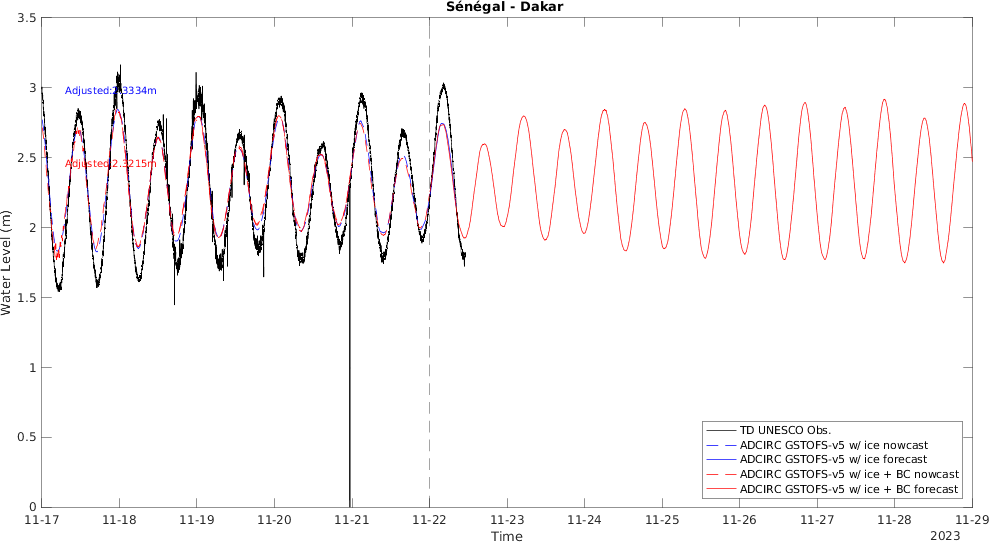 Sénégal - Dakar
3.5
3
2.5
2
1.5
1
0.5
0
Water Level (m)
Adjusted:2.3334m
Adjusted:2.3215m
TD UNESCO Obs.
ADCIRC GSTOFS-v5 w/ ice nowcast
ADCIRC GSTOFS-v5 w/ ice forecast
ADCIRC GSTOFS-v5 w/ ice + BC nowcast
ADCIRC GSTOFS-v5 w/ ice + BC forecast
11-17 11-18 11-19 11-20 11-21 11-22 11-23 11-24 11-25 11-26 11-27 11-28 11-29
Time
2023